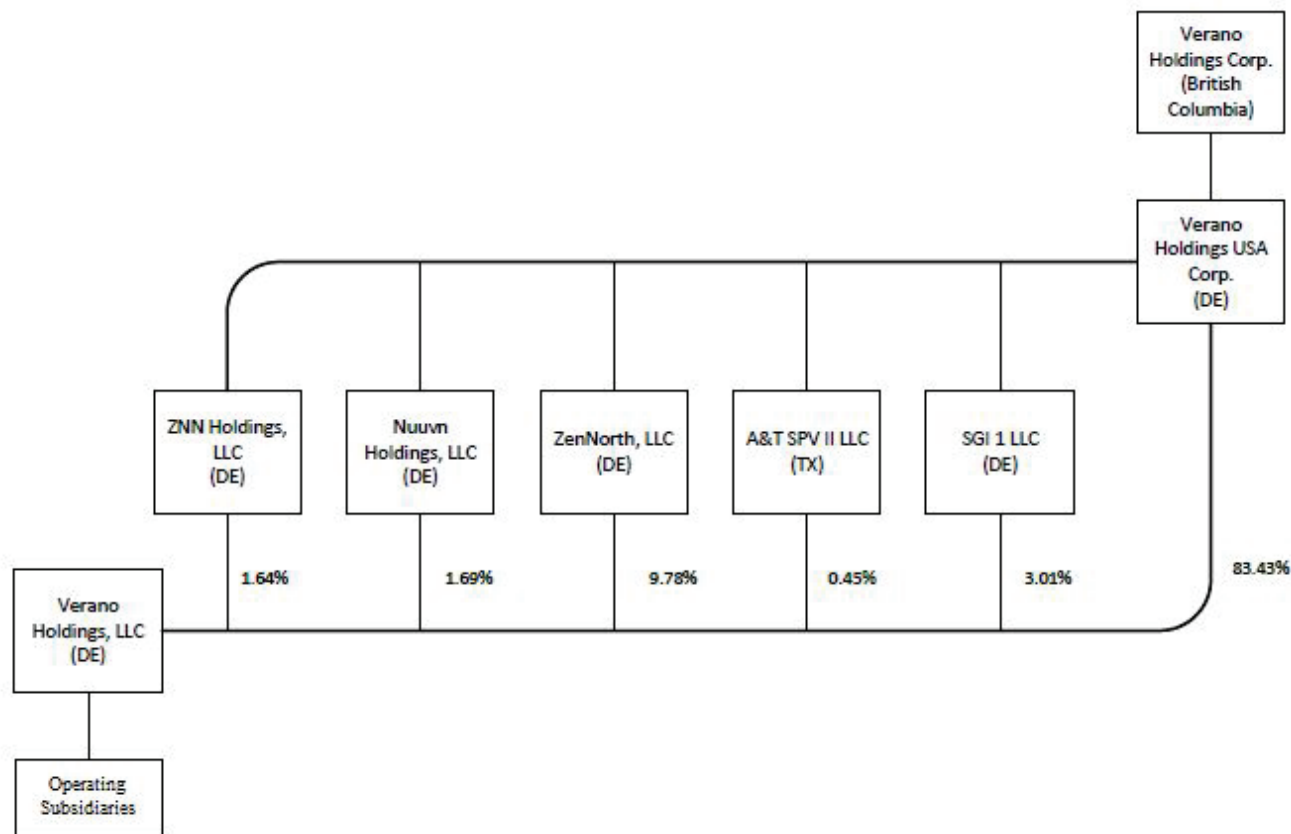 Verano
Holdings Corp.
(British
Columbia)
Verano
Holdings USA
Corp.
(DE)
ZNN Holdings,
LLC
(DE)
Nuuvn
Holdings, LLC
(DE)
ZenNorth, LLC
(DE)
A&T SPV II LLC
(TX)
SGI 1 LLC
(DE)
1.64%
1.69%
9.78%
0.45%
3.01%
83.43%
Verano
Holdings, LLC
(DE)
Operating
Subsidiaries